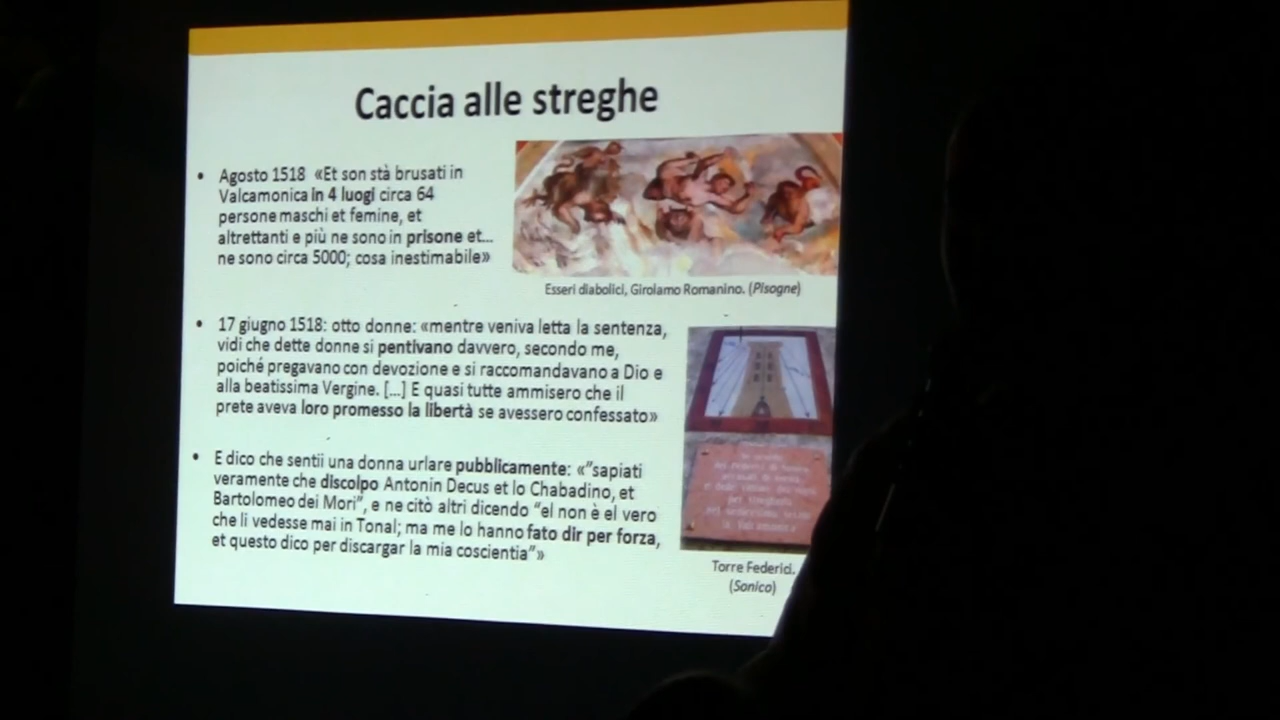 Caccia alle streghe
• Agosto 1518 «Et son stà brusati in
Valcamonica in 4 luogi circa 64
persone maschi et femine, et
altrettanti e più ne sono in prisone et...
ne sono circa 5000; cosa inestimabile»
Esseri diabolici, Girolamo Romanino. (Pisogne)
• 17 giugno 1518: otto donne: «mentre veniva letta la sentenza,
vidi che dette donne si pentivano davvero, secondo me,
poiché pregavano con devozione e si raccomandavano a Dio e
alla beatissima Vergine. [...] E quasi tutte ammisero che il
prete aveva loro promesso la libertà se avessero confessato»
• E dico che sentii una donna urlare pubblicamente: «"sapiati
veramente che discolpo Antonin Decus et lo Chabadino, et
Bartolomeo dei Mori", e ne citò altri dicendo "el non è el vero
che li vedesse mai in Tonal; ma me lo hanno fato dir per forza,
et questo dico per discargar la mia coscientia"»
Torre Federici.
(Sonico)